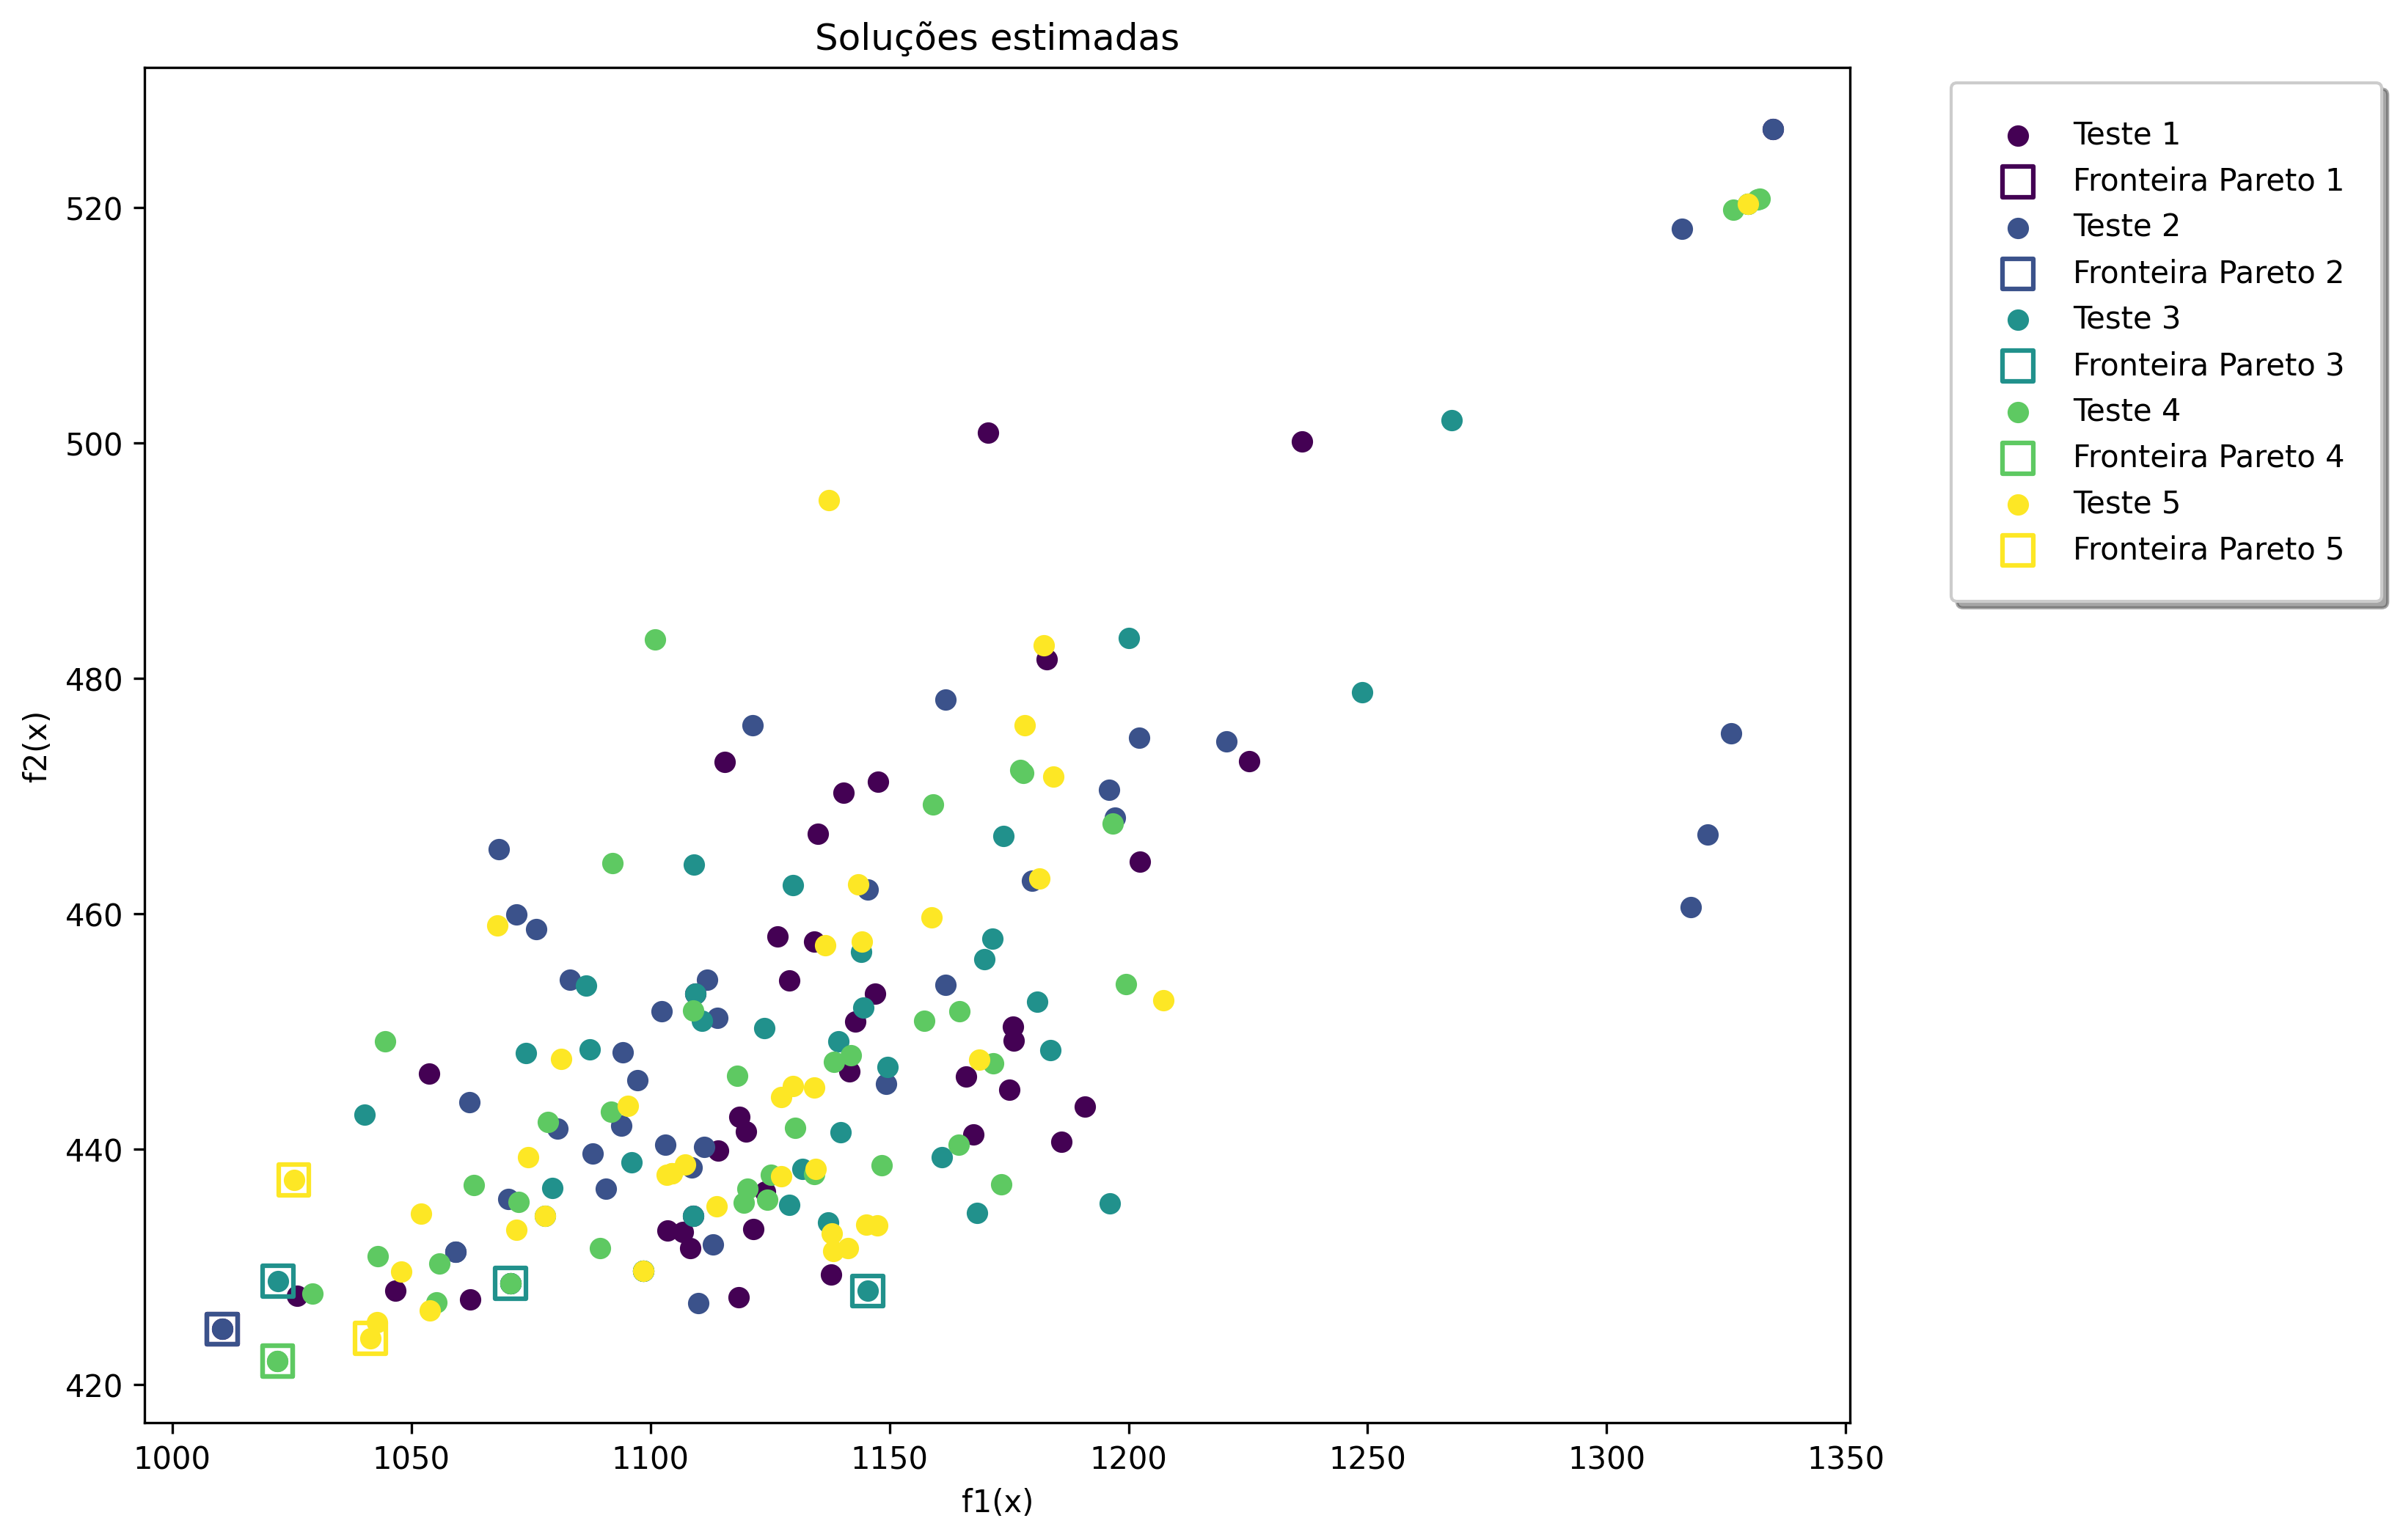 Soluções estimadas
f2(x)
520
500
480
460
440
420
1000 1050 1100 1150 1200 1250 1300 1350
f1(x)
Teste 1
Fronteira Pareto 1
Teste 2
Fronteira Pareto 2
Teste 3
Fronteira Pareto 3
Teste 4
Fronteira Pareto 4
Teste 5
Fronteira Pareto 5